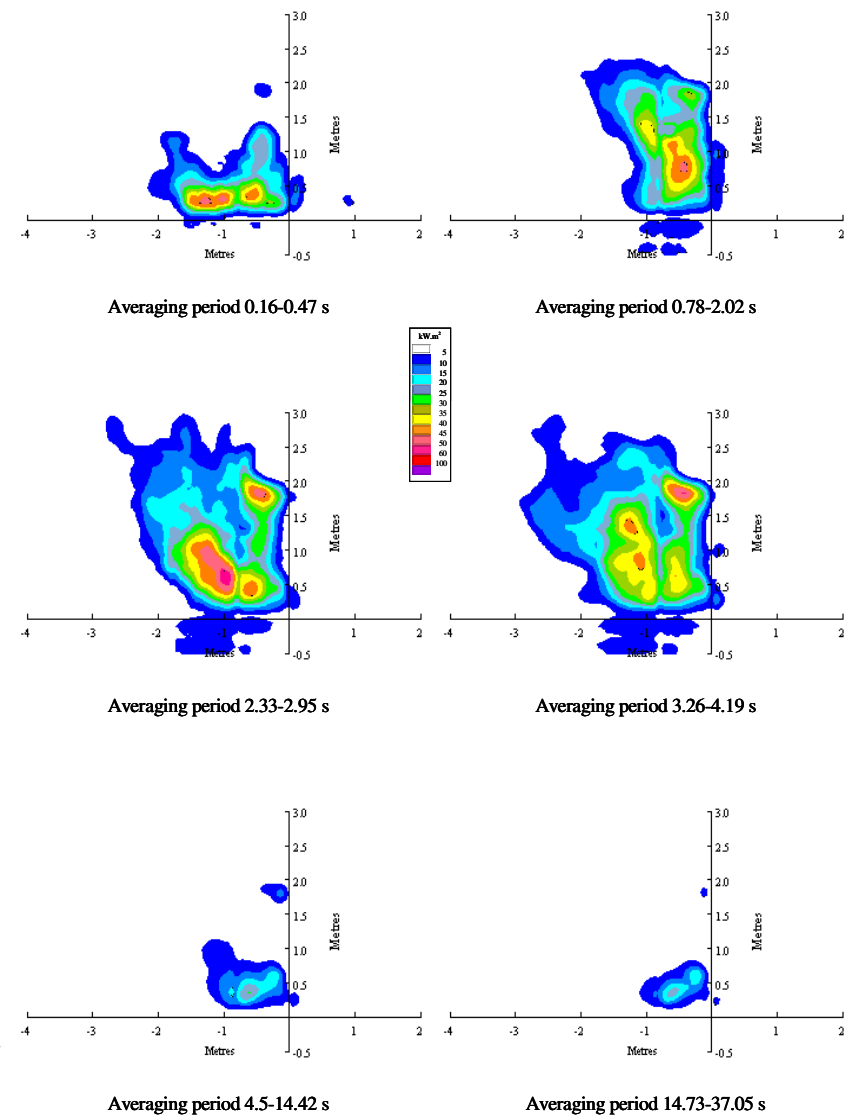 3.0 3.0
2.5 2.5
2.0 2.0
1.5 1.5
Metres Metres
1.0 1.0
0.5 0.5
-4 -3 -2 -1 1 2 -4 -3 -2 -1 1 2
Metres -0.5 Metres -0.5
Averaging period 0.16-0.47 s Averaging period 0.78-2.02 s
kW.m²
5
10
15
20
25
30
35
40
45
50
60
100
3.0 3.0
2.5 2.5
2.0 2.0
1.5 1.5
Metres Metres
1.0 1.0
0.5 0.5
-4 -3 -2 -1 1 2 -4 -3 -2 -1 1 2
Metres -0.5 Metres -0.5
Averaging period 2.33-2.95 s Averaging period 3.26-4.19 s
3.0 3.0
2.5 2.5
2.0 2.0
1.5 1.5
Metres Metres
1.0 1.0
0.5 0.5
-4 -3 -2 -1 1 2 -4 -3 -2 -1 1 2
Metres -0.5 Metres -0.5
Averaging period 4.5-14.42 s Averaging period 14.73-37.05 s